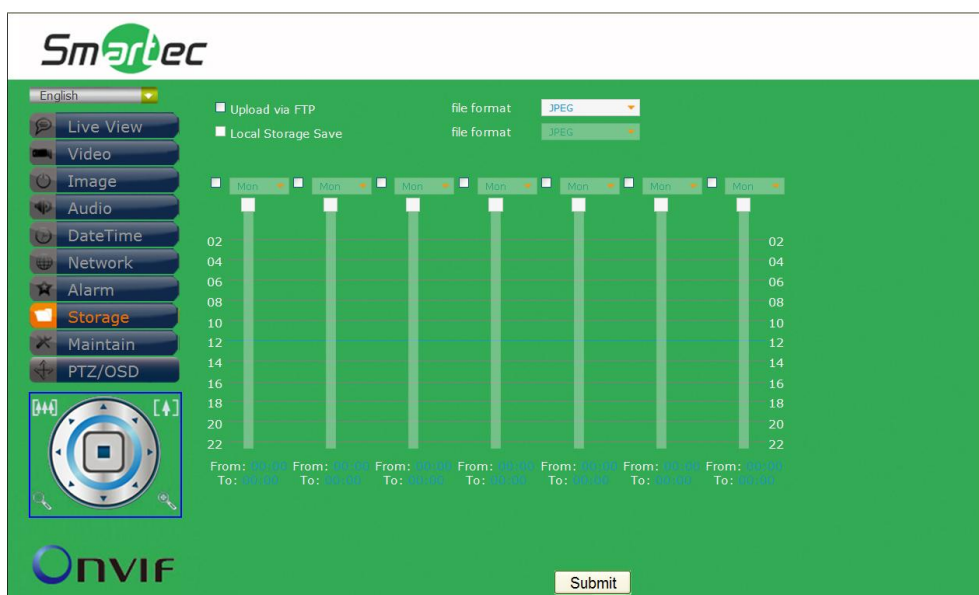 Smartec
English
Live View
Video
Image
Audio
DateTime
Network
Alarm
Storage
Maintain
PTZ/OSD
Onvif
Upload via FTP file format JPEG
Local Storage Save file format JPEG
Mon Mon Mon Mon Mon Mon Mon
02 02
04 04
06 06
08 08
10 10
12 12
14 14
16 16
18 18
20 20
22 22
From: 00:00 From: 00:00 From: 00:00 From: 00:00 From: 00:00 From: 00:00 From: 00:00
To: 00:00 To: 00:00 To: 00:00 To: 00:00 To: 00:00 To: 00:00 To: 00:00
Submit